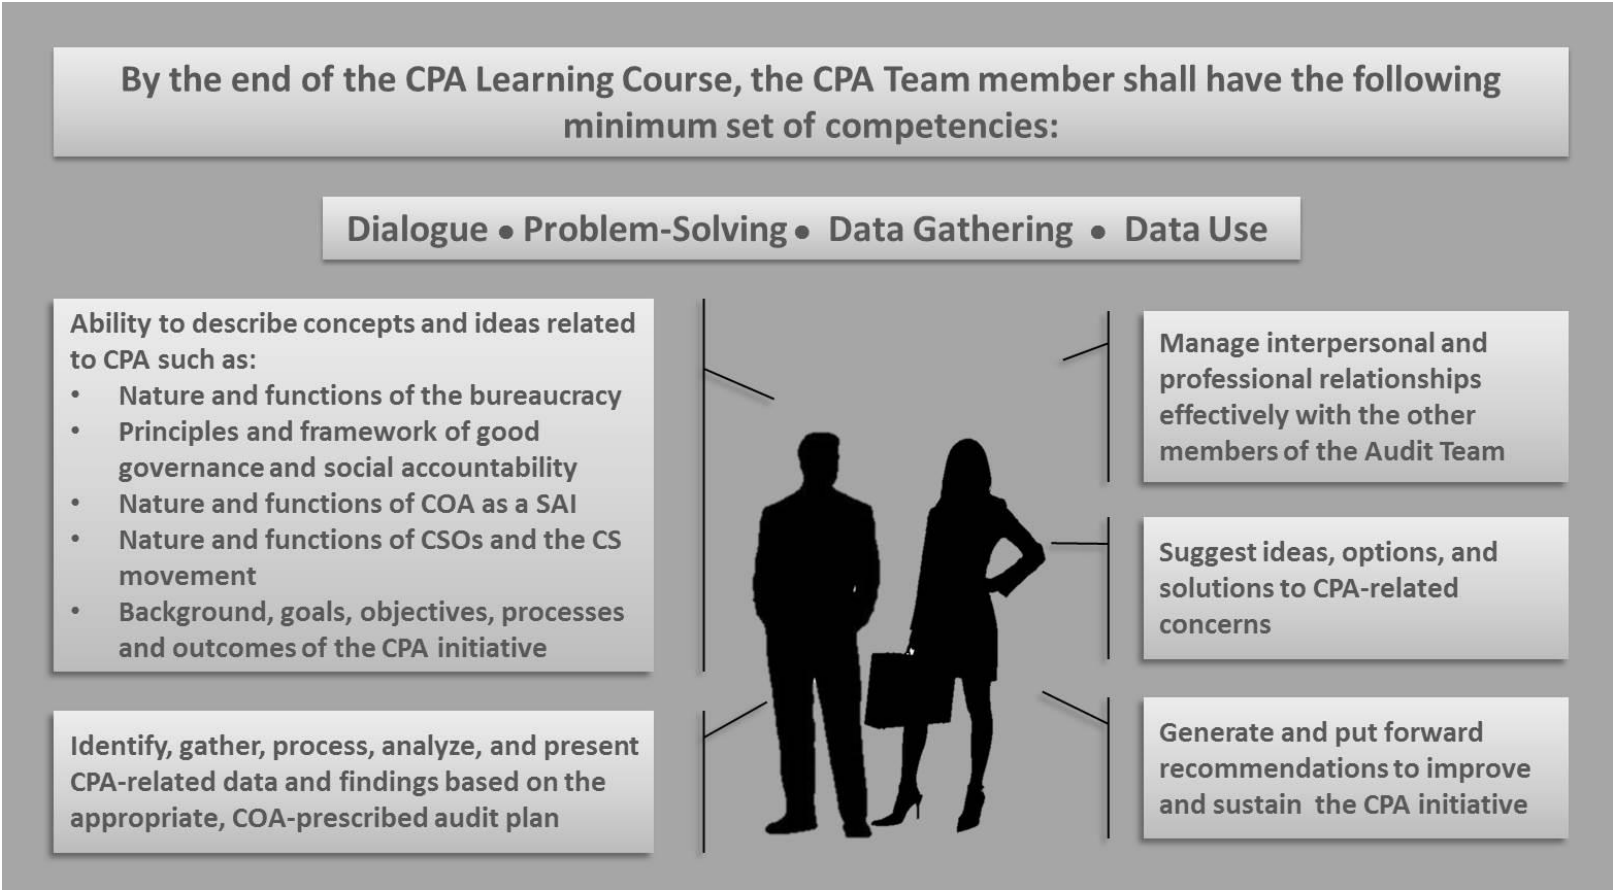 By the end of the CPA Learning Course, the CPA Team member shall have the following
minimum set of competencies:
Dialogue • Problem-Solving • Data Gathering • Data Use
Ability to describe concepts and ideas related
to CPA such as:
• Nature and functions of the bureaucracy
• Principles and framework of good
governance and social accountability
• Nature and functions of COA as a SAI
• Nature and functions of CSOs and the CS
movement
• Background, goals, objectives, processes
and outcomes of the CPA initiative
Identify, gather, process, analyze, and present
CPA-related data and findings based on the
appropriate, COA-prescribed audit plan
Manage interpersonal and
professional relationships
effectively with the other
members of the Audit Team
Suggest ideas, options, and
solutions to CPA-related
concerns
Generate and put forward
recommendations to improve
and sustain the CPA initiative